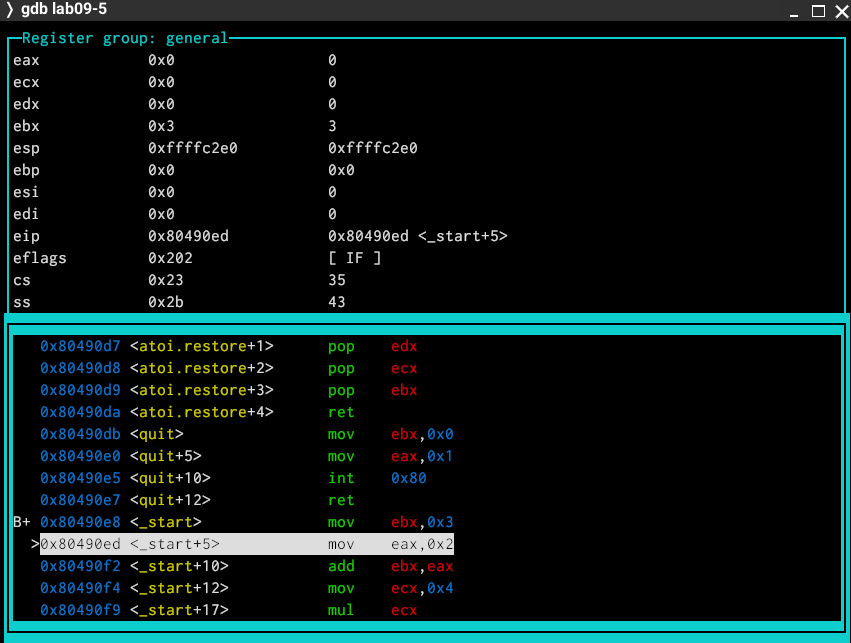 ❯ gdb lab09-5
Register group: general
eax 0x0 0
ecx 0x0 0
edx 0x0 0
ebx 0x3 3
esp 0xffffc2e0 0xffffc2e0
ebp 0x0 0x0
esi 0x0 0
edi 0x0 0
eip 0x80490ed 0x80490ed <_start+5>
eflags 0x202 [ IF ]
cs 0x23 35
ss 0x2b 43
0x80490d7 <atoi.restore+1> pop edx
0x80490d8 <atoi.restore+2> pop ecx
0x80490d9 <atoi.restore+3> pop ebx
0x80490da <atoi.restore+4> ret
0x80490db <quit> mov ebx,0x0
0x80490e0 <quit+5> mov eax,0x1
0x80490e5 <quit+10> int 0x80
0x80490e7 <quit+12> ret
B+ 0x80490e8 <_start> mov ebx,0x3
>0x80490ed <_start+5> mov eax,0x2
0x80490f2 <_start+10> add ebx,eax
0x80490f4 <_start+12> mov ecx,0x4
0x80490f9 <_start+17> mul ecx